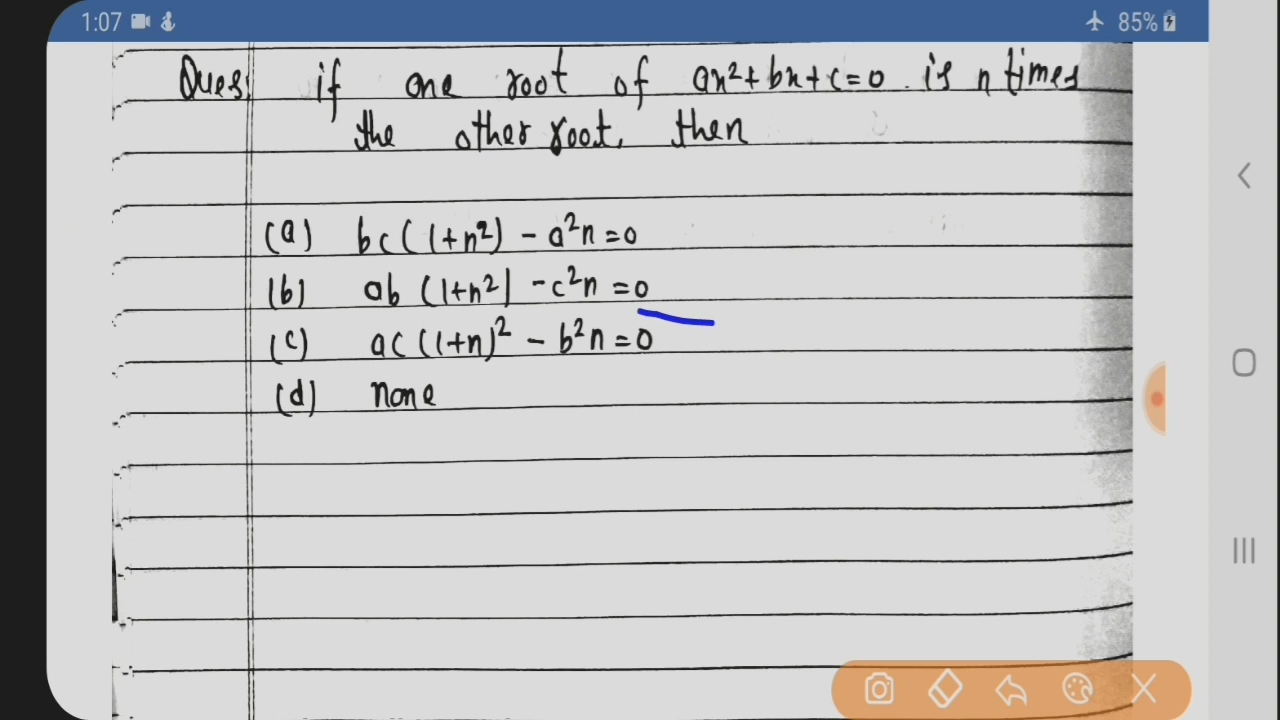 1:07
85%
Ques: if one root of ax²+bx+c=0. is n times
the other root, then
(a) bc(1+n²) - a²n=0
(b) ab (1+n²) -c²n =0
(c) ac (1+n)² - b²n=0
(d) none